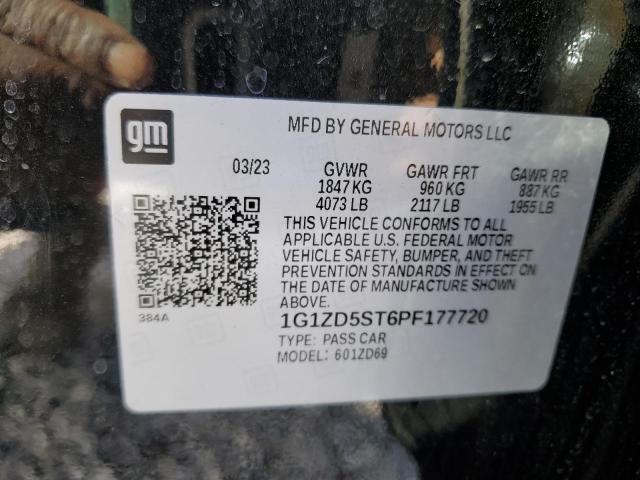 gm
MFD BY GENERAL MOTORS LLC
03/23 GVWR GAWR FRT GAWR RR
1847 KG 960 KG 887 KG
4073 LB 2117 LB 1955 LB
THIS VEHICLE CONFORMS TO ALL
APPLICABLE U.S. FEDERAL MOTOR
VEHICLE SAFETY, BUMPER, AND THEFT
PREVENTION STANDARDS IN EFFECT ON
THE DATE OF MANUFACTURE SHOWN
ABOVE.
384A
1G1ZD5ST6PF177720
TYPE: PASS CAR
MODEL: 601ZD69